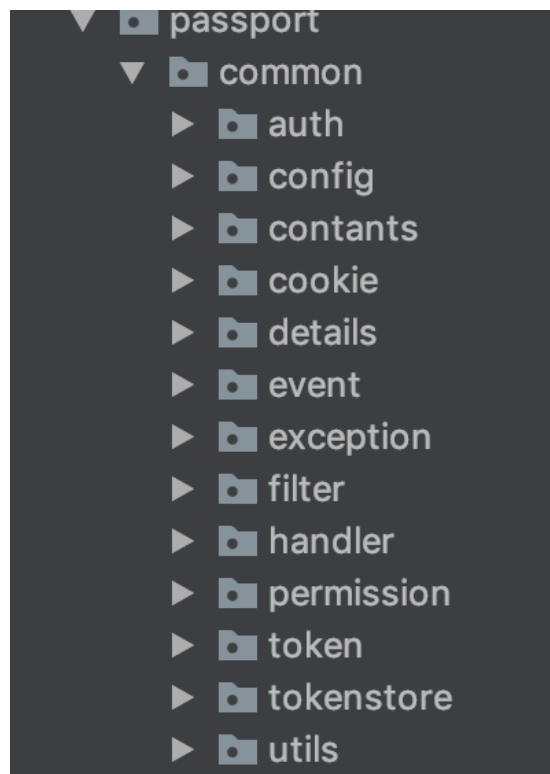 passport
common
auth
config
contants
cookie
details
event
exception
filter
handler
permission
token
tokenstore
utils